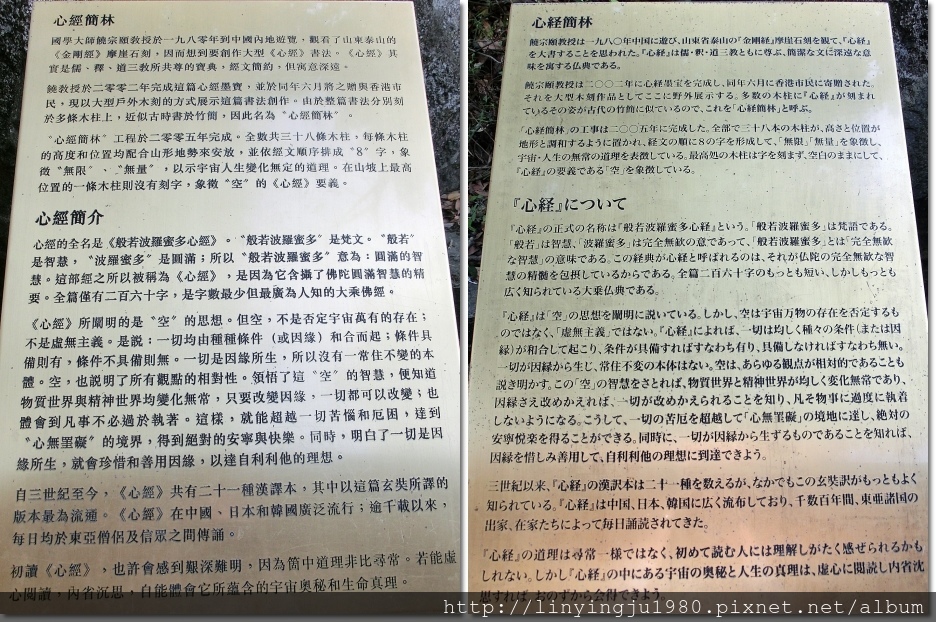 心經簡林
國學大師饒宗頤教授於一九八零年到中國內地遊覽、觀看了山東泰山的
《金剛經》摩崖石刻，因而想到要創作大型《心經》書法。《心經》其
實是儒、釋、道三教所共尊的寶典，經文簡約，但寓意深遠。
饒教授於二零零二年完成這篇心經墨寶，並於同年六月將之贈與香港市
民，現以大型戶外木刻的方式展示這篇書法創作。由於整篇書法分別刻
於多條木柱上，近似古時書於竹簡，因此名為〝心經簡林〞。
〝心經簡林〞工程於二零零五年完成。全數共三十八條木柱，每條木柱
的高度和位置均配合山形地勢來安放，並依經文順序排成〝8〞字，象
徵〝無限〞、〝無量〞，以示宇宙人生變化無定的道理。在山坡上最高
位置的一條木柱則沒有刻字，象徵〝空〞的《心經》要義。
心經簡介
心經的全名是《般若波羅蜜多心經》。〝般若波羅蜜多〞是梵文。〝般若〞
是智慧，〝波羅蜜多〞是圓滿；所以〝般若波羅蜜多〞意為：圓滿的智
慧。這部經之所以被稱為《心經》，是因為它含攝了佛陀圓滿智慧的精
要。全篇僅有二百六十字，是字數最少但最廣為人知的大乘佛經。
《心經》所闡明的是〝空〞的思想。但空，不是否定宇宙萬有的存在；
不是虛無主義。是說：一切均由種種條件（或因緣）和合而起；條件具
備則有，條件不具備則無。一切是因緣所生，所以沒有一常住不變的本
體。空，也說明了所有觀點的相對性。領悟了這〝空〞的智慧，便知道
物質世界與精神世界均變化無常，只要改變因緣，一切都可以改變；也
體會到凡事不必過於執著。這樣，就能超越一切苦惱和厄困，達到
〝心無罣礙〞的境界，得到絕對的安寧與快樂。同時，明白了一切是因
緣所生，就會珍惜和善用因緣，以達自利利他的理想。
自三世紀至今，《心經》共有二十一種漢譯本，其中以這篇玄奘所譯的
版本最為流通。《心經》在中國、日本和韓國廣泛流行；逾千載以來，
每日均於東亞僧侶及信眾之間傳誦。
初讀《心經》，也許會感到艱深難明，因為箇中道理非比尋常。若能虛
心閱讀，內省沉思，自能體會它所蘊含的宇宙奧秘和生命真理。
心経簡林
饒宗頤教授は一九八〇年中国に遊び、山東省泰山の『金剛経』摩崖石刻を観て、『心経』
を大書することを思われた。『心経』は儒・釈・道三教ともに尊ぶ、簡潔な文に深遠な意
味を寓する仏典である。
饒宗頤教授は二〇〇二年に心経墨宝を完成し、同年六月に香港市民に寄贈された。
それを大型木刻作品としてここに野外展示する。多数の木柱に『心経』が刻まれ
ているその姿が古代の竹簡に似ているので、これを「心経簡林」と呼ぶ。
「心経簡林」の工事は二〇〇五年に完成した。全部で三十八本の木柱が、高さと位置が
地形と調和するように置かれ、経文の順に8の字を形成して、「無限」「無量」を象徴し、
宇宙・人生の無常の道理を表徴している。最高処の木柱は字を刻まず、空白のままにして、
『心経』の要義である「空」を象徴している。
『心経』について
『心経』の正式の名称は「般若波羅蜜多心経」という。「般若波羅蜜多」は梵語である。
「般若」は智慧、「波羅蜜多」は完全無欠の意であって、「般若波羅蜜多」とは「完全無欠
な智慧」の意味である。この経典が心経と呼ばれるのは、それが仏陀の完全無欠な智
慧の精髄を包摂しているからである。全篇二百六十字のもっとも短い、しかしもっとも
広く知られている大乗仏典である。
『心経』は「空」の思想を闡明に説いている。しかし、空は宇宙万物の存在を否定するも
のではなく、「虚無主義」ではない。『心経』によれば、一切は均しく種々の条件（または因
縁）が和合して起こり、条件が具備すればすなわち有り、具備しなければすなわち無い。
一切が因縁から生じ、常住不変の本体はない。空は、あらゆる観点が相対的であることも
説き明かす。この「空」の智慧をさとれば、物質世界と精神世界が均しく変化無常であり、
因縁さえ改めかえれば、一切が改めかえられることを知り、凡そ物事に過度に執着
しないようになる。こうして、一切の苦厄を超越して「心無罣礙」の境地に達し、絶対の
安寧悦楽を得ることができる。同時に、一切が因縁から生ずるものであることを知れば、
因縁を惜しみ善用して、自利利他の理想に到達できよう。
三世紀以来、『心経』の漢訳本は二十一種を数えるが、なかでもこの玄奘訳がもっともよく
知られている。『心経』は中国、日本、韓国に広く流布しており、千数百年間、東亜諸国の
出家、在家たちによって毎日誦読されてきた。
『心経』の道理は尋常一様ではなく、初めて読む人には理解しがたく感ぜられるかも
しれない。しかし『心経』の中にある宇宙の奥秘と人生の真理は、虚心に閲読し内省沈
思すれば、おのずから会得できよう。
http://linyingju1980.pixnet.net/album